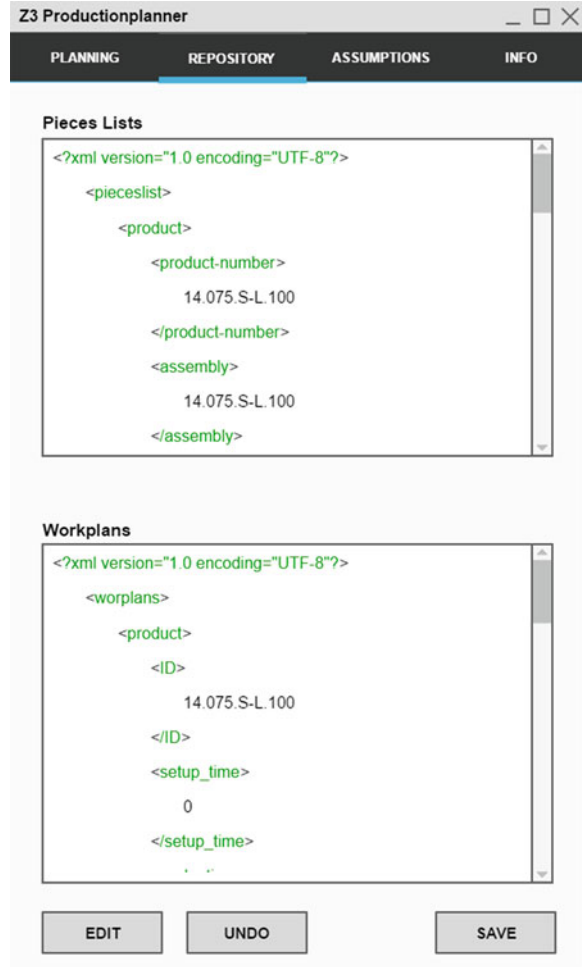 Z3 Productionplanner
PLANNING REPOSITORY ASSUMPTIONS INFO
Pieces Lists
<?xml version="1.0 encoding="UTF-8"?>
<pieceslist>
<product>
<product-number>
14.075.S-L.100
</product-number>
<assembly>
14.075.S-L.100
</assembly>
Workplans
<?xml version="1.0 encoding="UTF-8"?>
<worplans>
<product>
<ID>
14.075.S-L.100
</ID>
<setup_time>
0
</setup_time>
EDIT UNDO SAVE